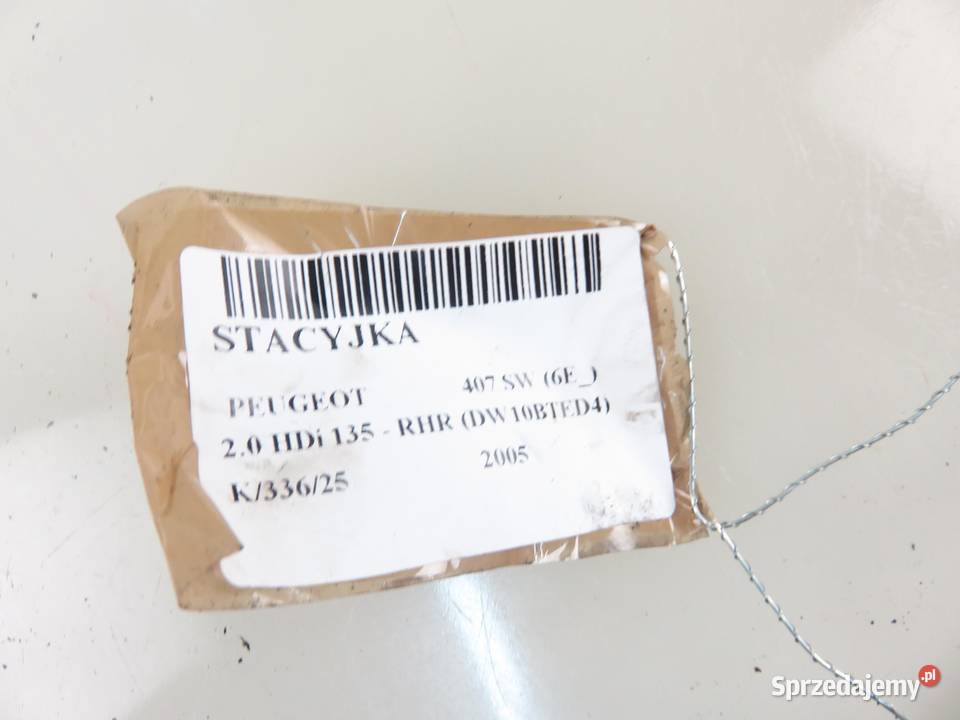 STACYJKA
PEUGEOT 407 SW (6E_)
2.0 HDi 135 - RHR (DW10BTED4)
K/336/25 2005
Sprzedajemy.pl